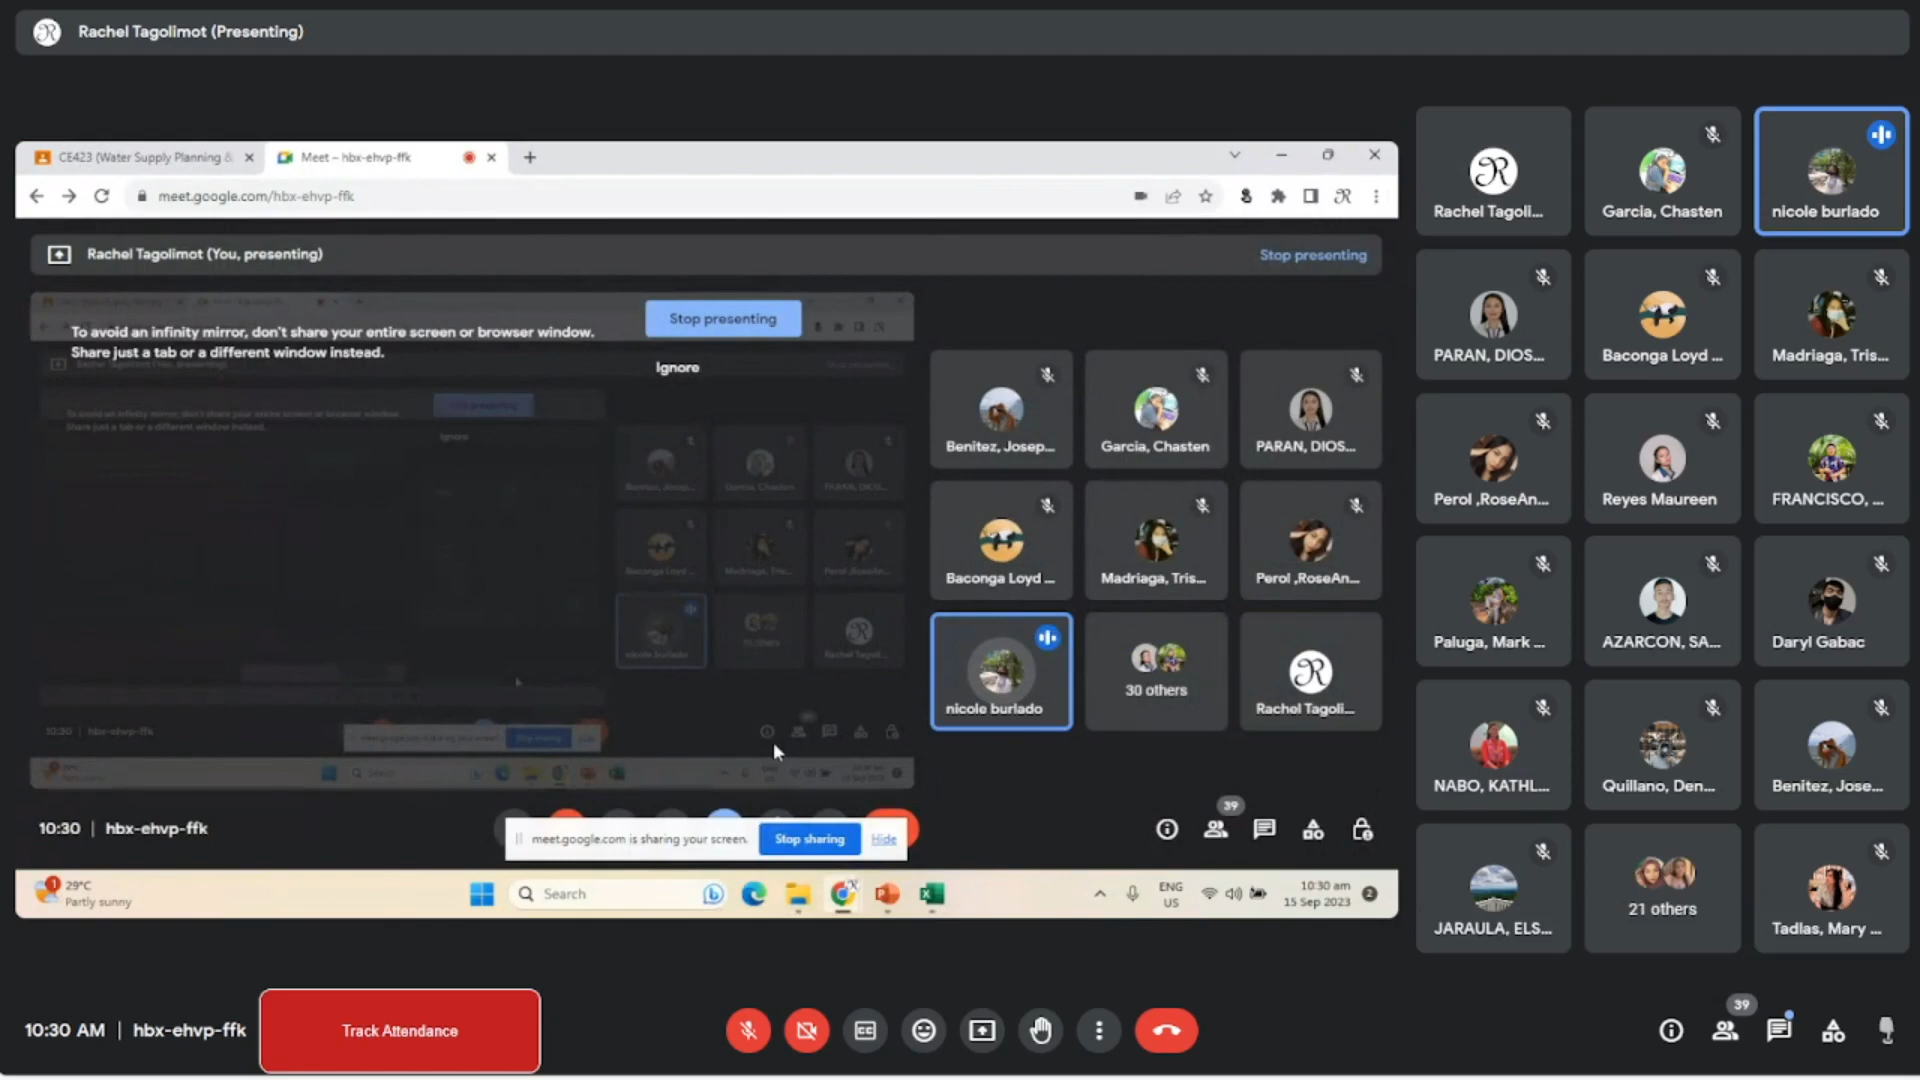 Rachel Tagolimot (Presenting)
CE423 (Water Supply Planning &
Meet – hbx-ehvp-ffk
meet.google.com/hbx-ehvp-ffk
Rachel Tagolimot (You, presenting)
Stop presenting
To avoid an infinity mirror, don't share your entire screen or browser window.
Share just a tab or a different window instead.
Stop presenting
Ignore
Benitez, Josep...
Garcia, Chasten
PARAN, DIOS...
Baconga Loyd ...
Madriaga, Tris...
Perol ,RoseAn...
nicole burlado
30 others
Rachel Tagoli...
10:30 | hbx-ehvp-ffk
meet.google.com is sharing your screen.
Stop sharing
Hide
39
1
29°C
Partly sunny
Search
ENG
US
10:30 am
15 Sep 2023
2
Rachel Tagoli...
Garcia, Chasten
nicole burlado
PARAN, DIOS...
Baconga Loyd ...
Madriaga, Tris...
Perol ,RoseAn...
Reyes Maureen
FRANCISCO, ...
Paluga, Mark ...
AZARCON, SA...
Daryl Gabac
NABO, KATHL...
Quillano, Den...
Benitez, Jose...
JARAULA, ELS...
21 others
Tadlas, Mary ...
10:30 AM | hbx-ehvp-ffk
Track Attendance
39